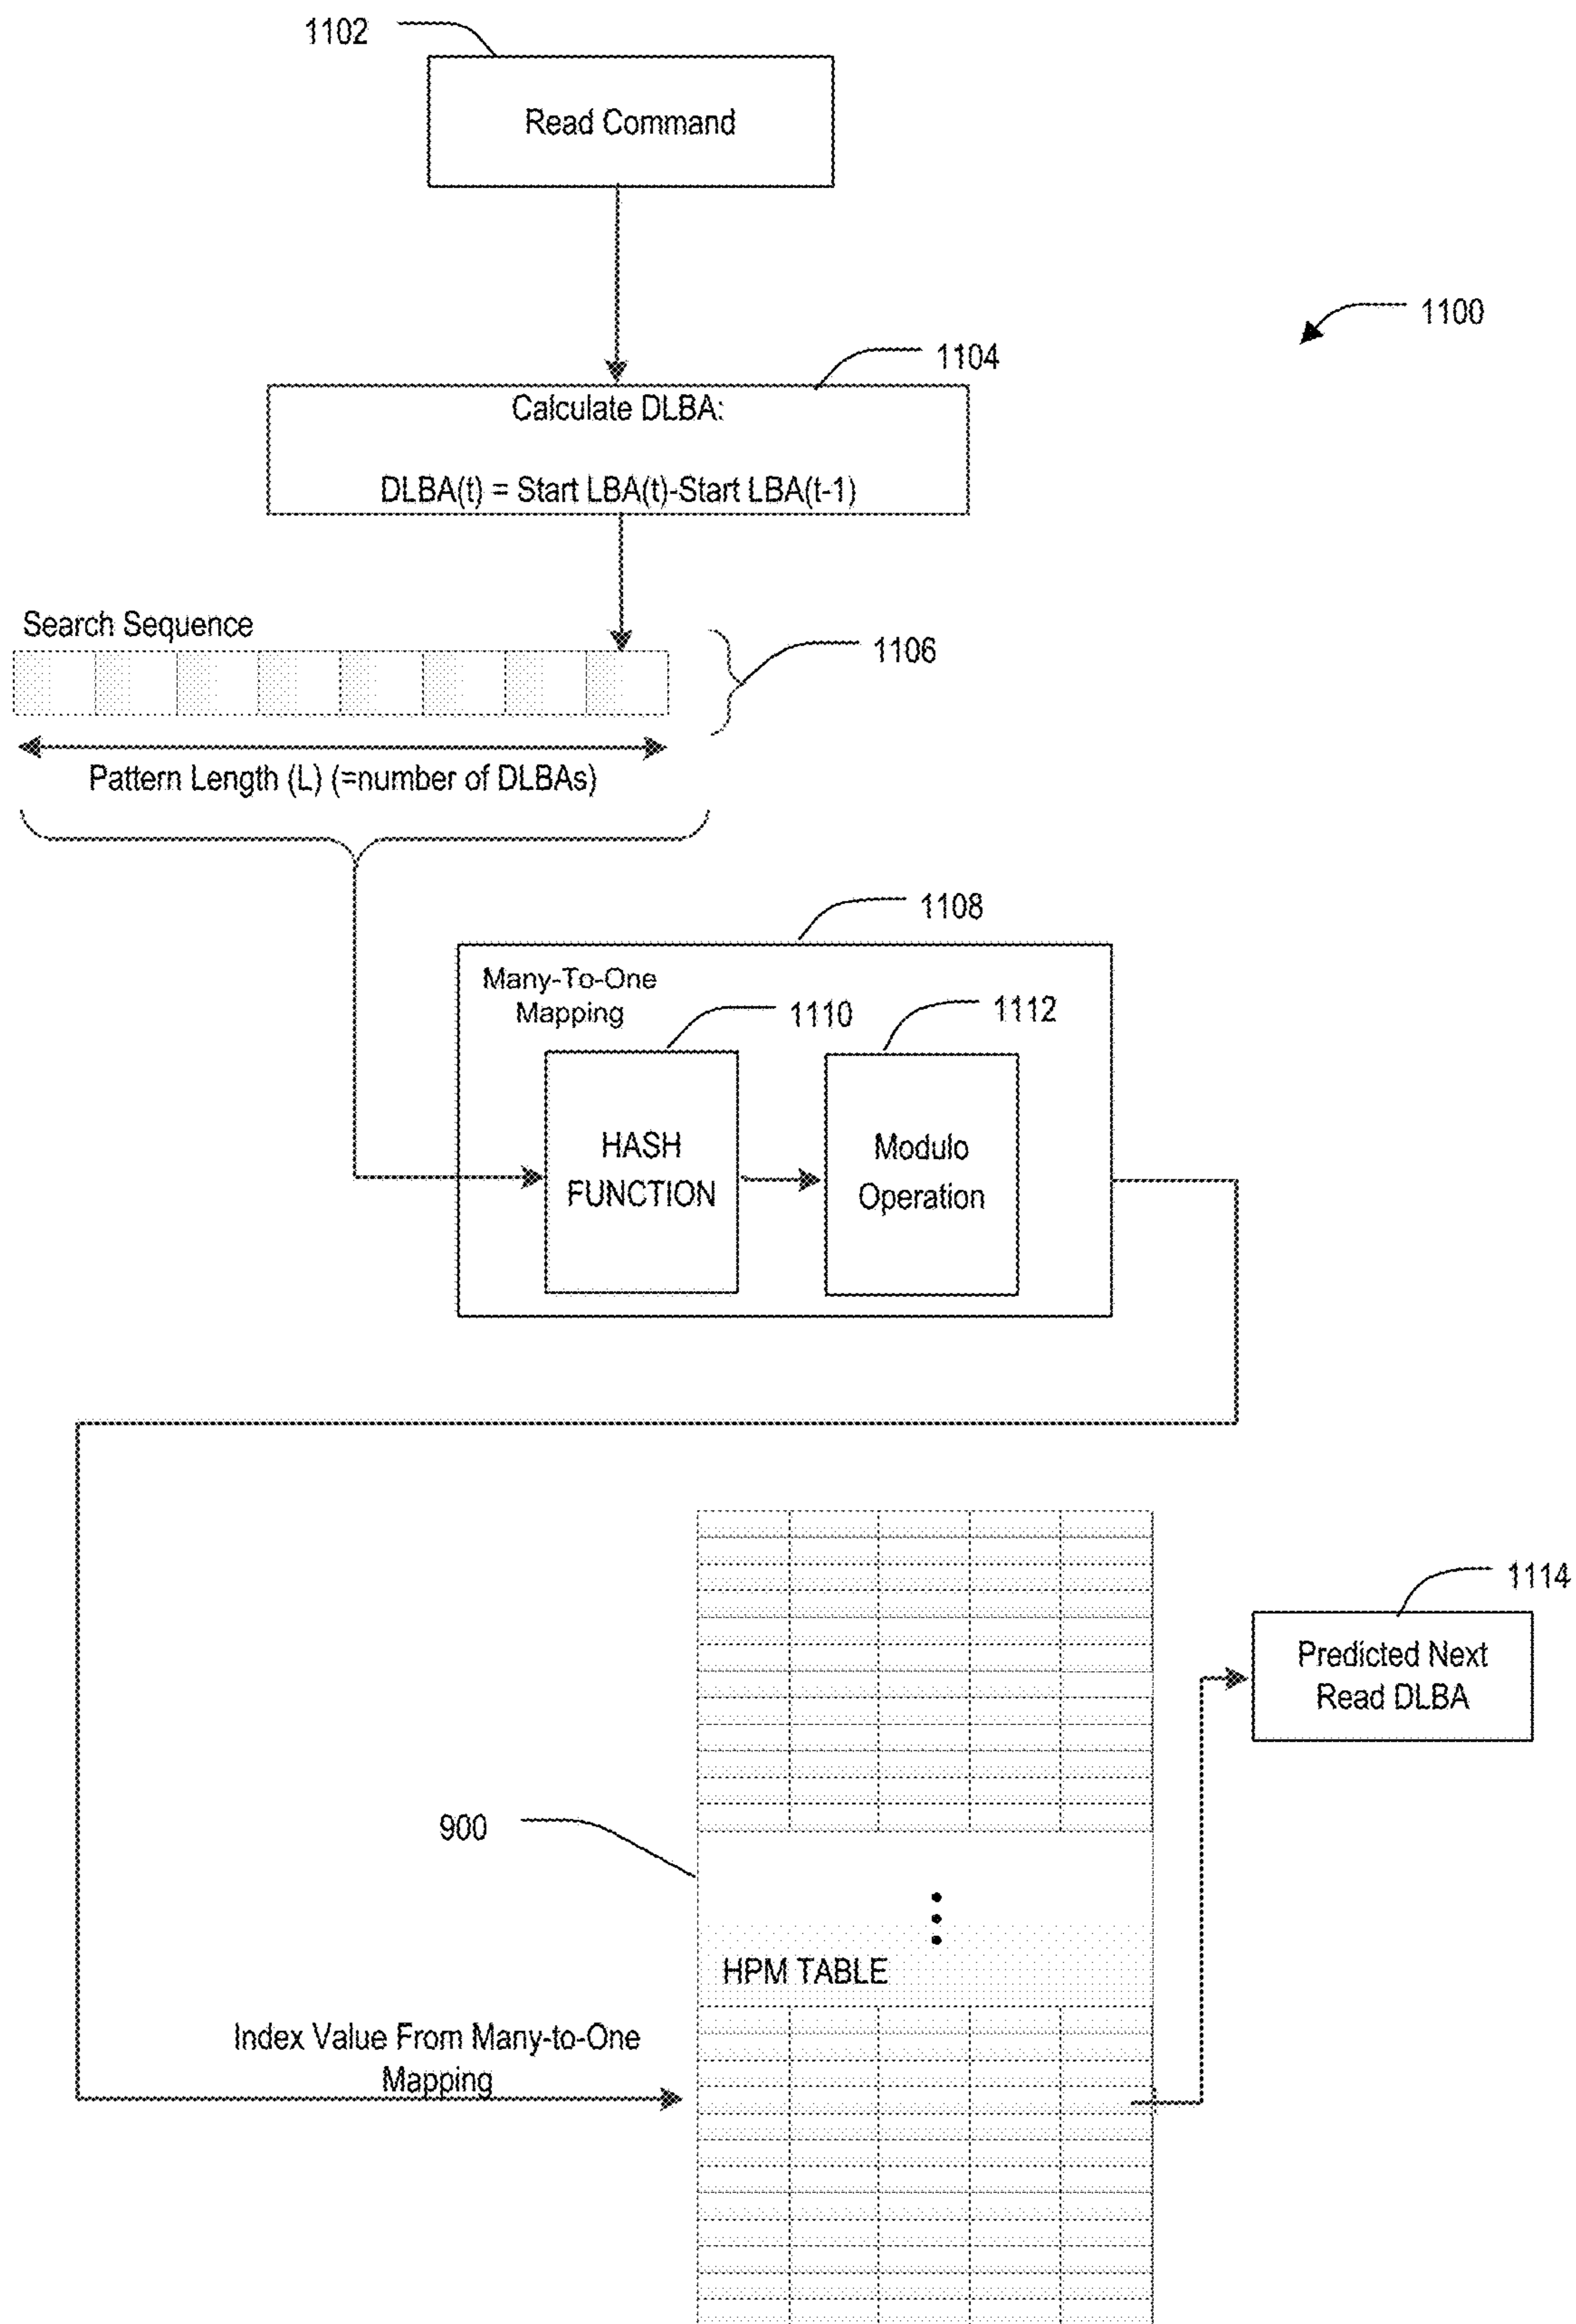 1102
Read Command
1100
1104
Calculate DLBA:
DLBA(t) = Start LBA(t)-Start LBA(t-1)
Search Sequence
1106
Pattern Length (L) (=number of DLBAs)
1108
Many-To-One
Mapping
1110
1112
HASH
FUNCTION
Modulo
Operation
1114
Predicted Next
Read DLBA
900
HPM TABLE
Index Value From Many-to-One
Mapping